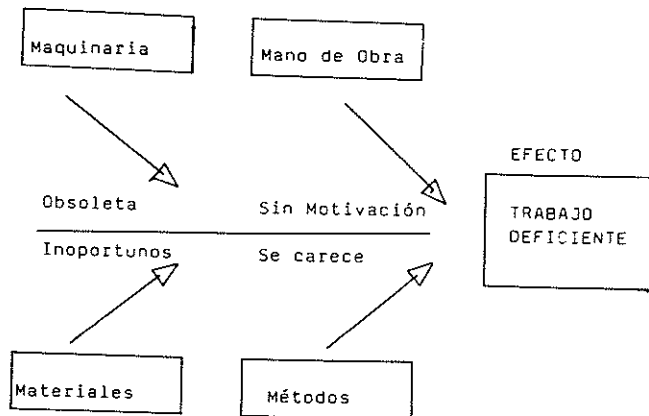 Maquinaria
Mano de Obra
EFECTO
Obsoleta
Sin Motivación
TRABAJO
DEFICIENTE
Inoportunos
Se carece
Materiales
Métodos